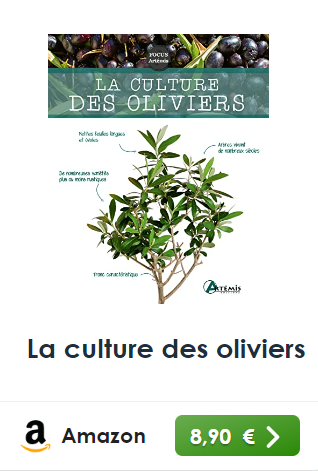 FOCUS
Artémis
LA CULTURE
DES OLIVIERS
Petites feuilles longues
et ovales
Arbres vivant
de nombreux siècles
De nombreuses variétés
plus ou moins rustiques
Tronc caractéristique
ARTÉMIS
La culture des oliviers
a Amazon
8,90 €